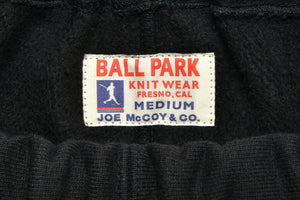 BALL PARK
KNIT WEAR
FRESNO, CAL
MEDIUM
JOE McCOY & CO.